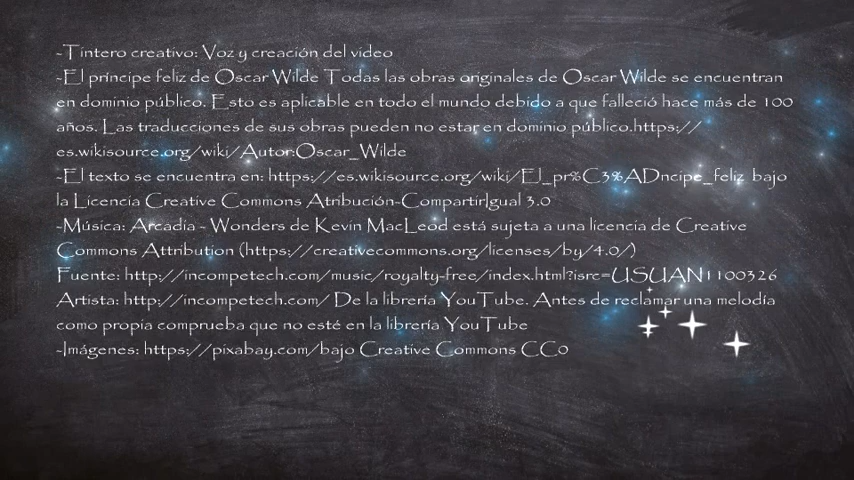 -Tintero creativo: Voz y creación del video
-El príncipe feliz de Oscar Wilde Todas las obras originales de Oscar Wilde se encuentran
en dominio público. Esto es aplicable en todo el mundo debido a que falleció hace más de 100
años. Las traducciones de sus obras pueden no estar en dominio público.https://
es.wikisource.org/wiki/Autor:Oscar_Wilde
-El texto se encuentra en: https://es.wikisource.org/wiki/El_pr%C3%ADncipe_feliz bajo
la Licencia Creative Commons Atribución-CompartirIgual 3.0
-Música: Arcadia - Wonders de Kevin MacLeod está sujeta a una licencia de Creative
Commons Attribution (https://creativecommons.org/licenses/by/4.0/)
Fuente: http://incompetech.com/music/royalty-free/index.html?isrc=USUAN1100326
Artista: http://incompetech.com/ De la librería YouTube. Antes de reclamar una melodía
como propia comprueba que no esté en la librería YouTube
-Imágenes: https://pixabay.com/bajo Creative Commons CC0